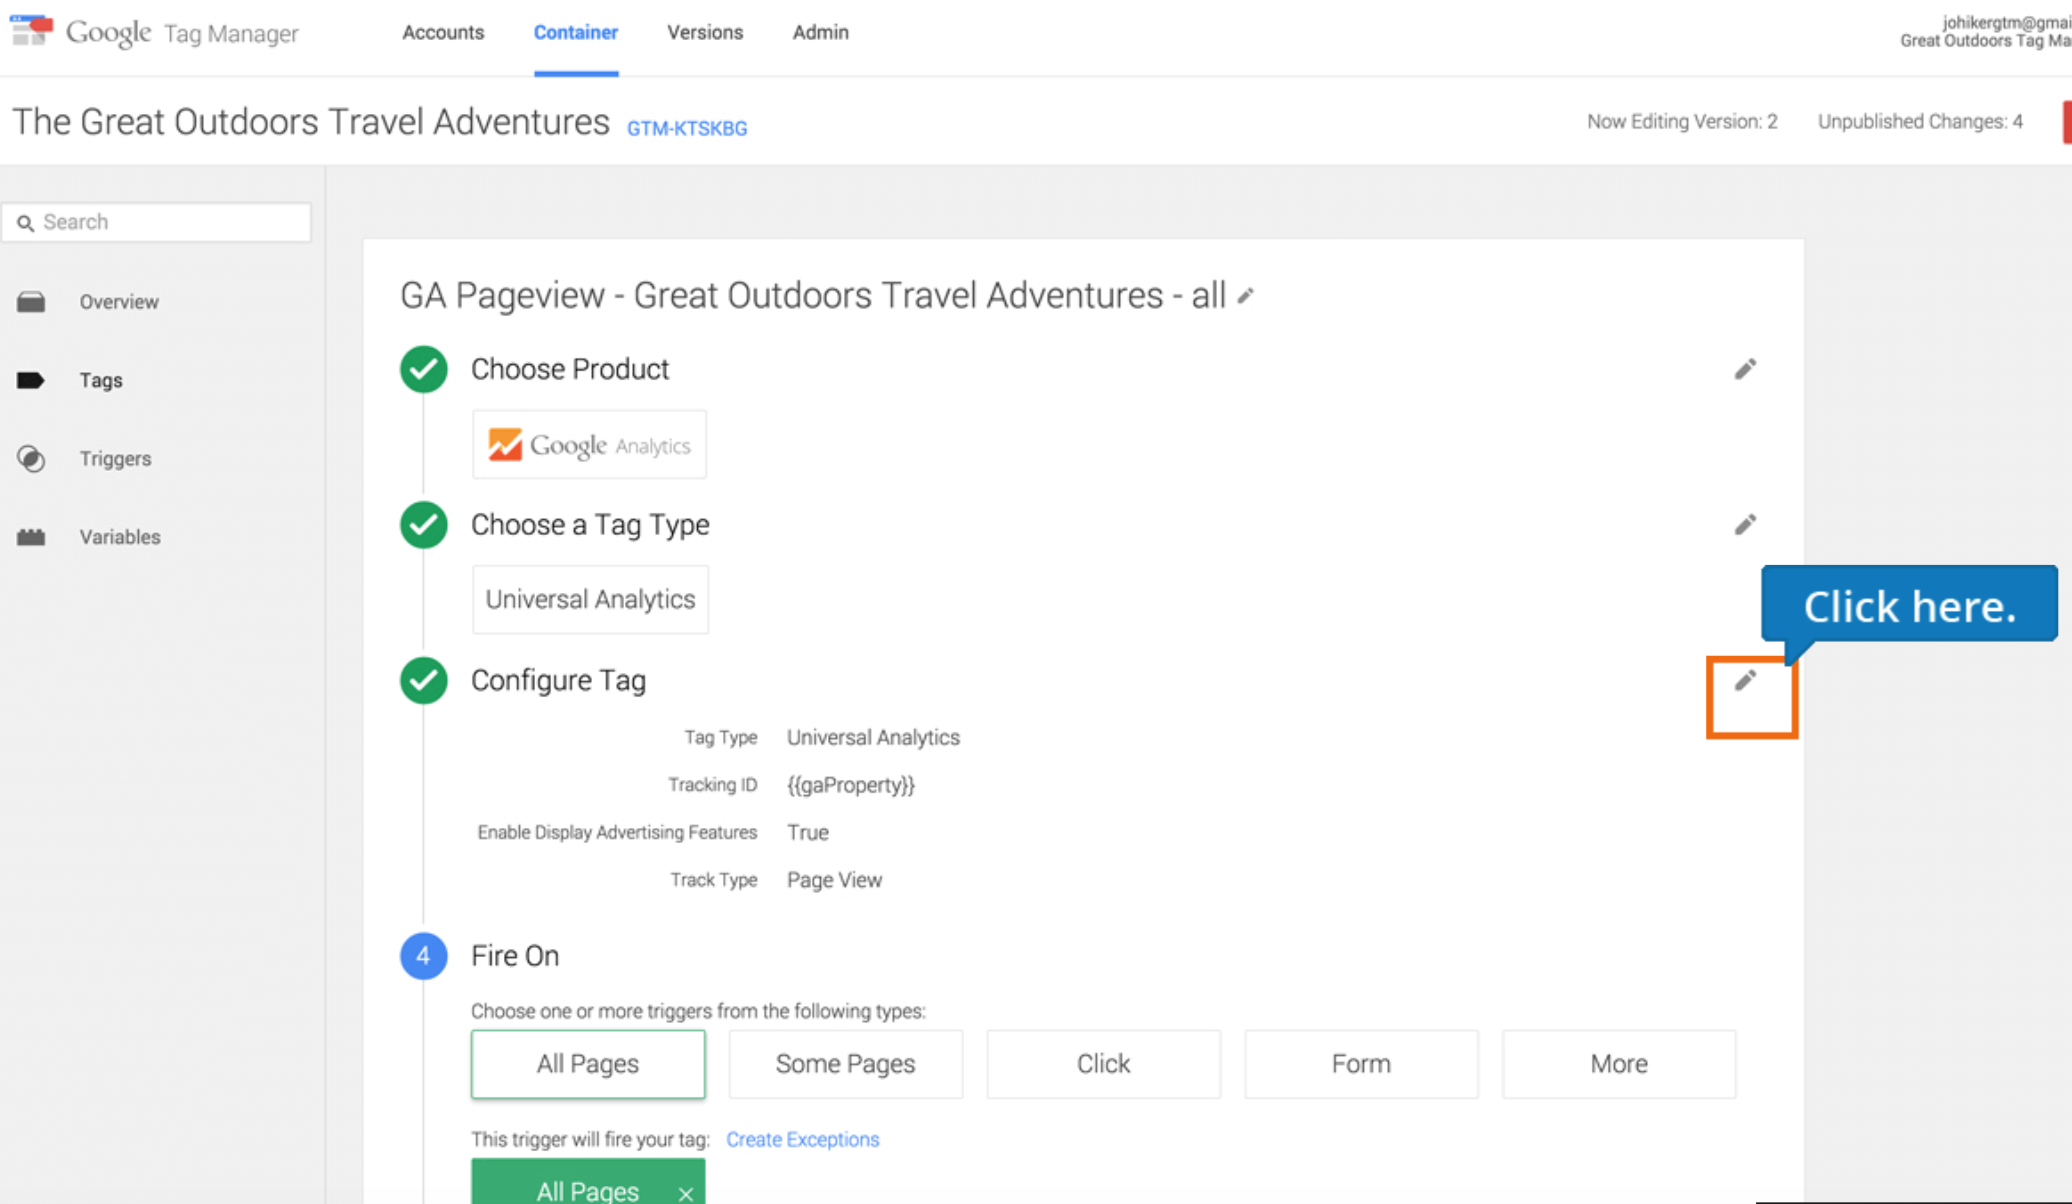 Google Tag Manager
Accounts Container Versions Admin
johikergtm@gmai
Great Outdoors Tag Ma
The Great Outdoors Travel Adventures GTM-KTSKBG
Now Editing Version: 2 Unpublished Changes: 4
Search
Overview
Tags
Triggers
Variables
GA Pageview - Great Outdoors Travel Adventures - all
Choose Product
Google Analytics
Choose a Tag Type
Universal Analytics
Click here.
Configure Tag
Tag Type Universal Analytics
Tracking ID {{gaProperty}}
Enable Display Advertising Features True
Track Type Page View
4 Fire On
Choose one or more triggers from the following types:
All Pages Some Pages Click Form More
This trigger will fire your tag: Create Exceptions
All Pages ×